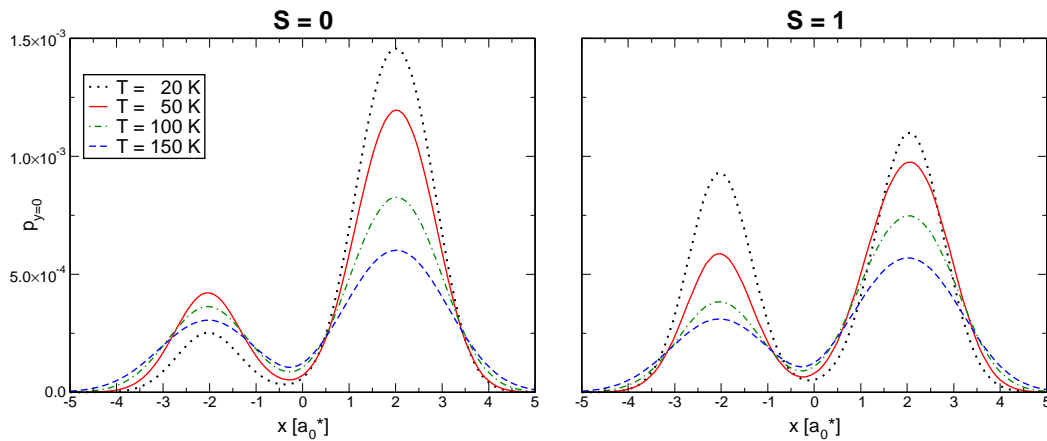 S = 0
S = 1
1.5×10⁻³
1.0×10⁻³
5.0×10⁻⁴
0.0
p_{y=0}
T = 20 K
T = 50 K
T = 100 K
T = 150 K
-5 -4 -3 -2 -1 0 1 2 3 4 5
-5 -4 -3 -2 -1 0 1 2 3 4 5
x [a₀*]
x [a₀*]